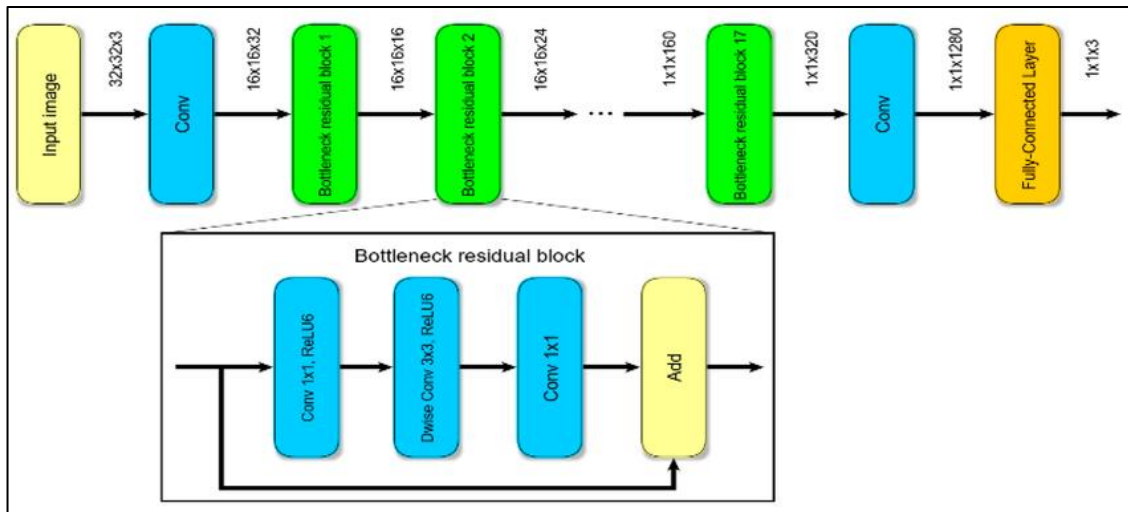 Input image
32x32x3
Conv
16x16x32
Bottleneck residual block 1
16x16x16
Bottleneck residual block 2
16x16x24
...
1x1x160
Bottleneck residual block 17
1x1x320
Conv
1x1x1280
Fully-Connected Layer
1x1x3
Bottleneck residual block
Conv 1x1, ReLU6
Dwise Conv 3x3, ReLU6
Conv 1x1
Add